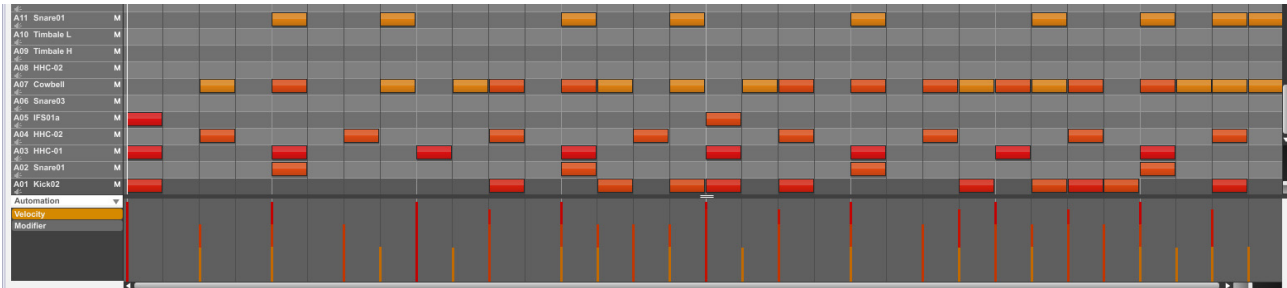 A11 Snare01 M
A10 Timbale L M
A09 Timbale H M
A08 HHC-02 M
A07 Cowbell M
A06 Snare03 M
A05 IFS01a M
A04 HHC-02 M
A03 HHC-01 M
A02 Snare01 M
A01 Kick02 M
Automation
Velocity
Modifier